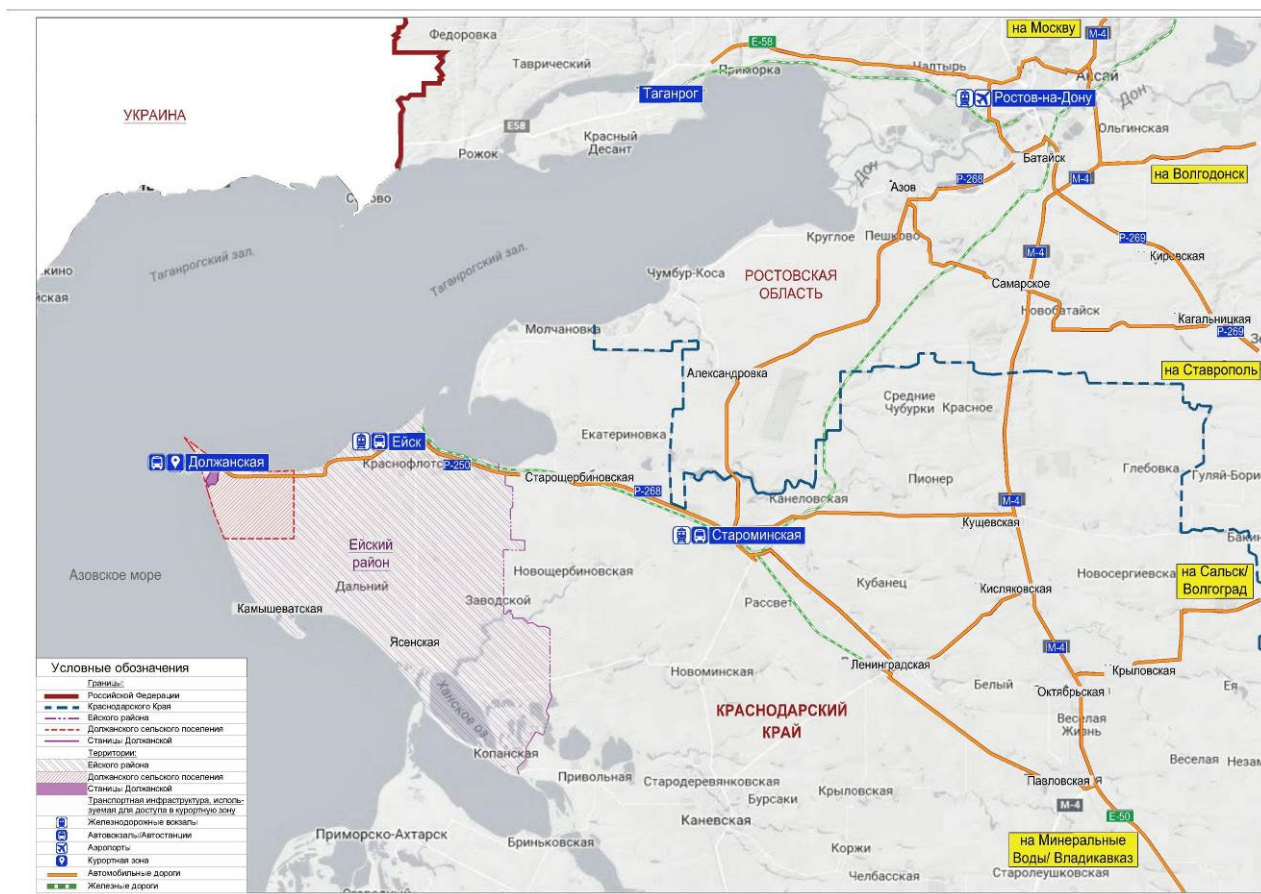 Федоровка
на Москву
М-4
Е-58
Таврический
Приморка
Чалтырь
Аксай
УКРАИНА
Таганрог
Ростов-на-Дону
Дон
Е58
Красный
Десант
Ольгинская
Рожок
Батайск
Дон
Р-268
М-4
на Волгодонск
Азов
Круглое
Пешково
Р-269
Таганрогский зал.
Таганрогский зал.
М-4
Кировская
Чумбур-Коса
РОСТОВСКАЯ
ОБЛАСТЬ
Самарское
Новобатайск
Кагальницкая
Молчановка
Р-269
Александровка
на Ставрополь
Средние
Чубурки
Красное
Екатериновка
Ейск
Должанская
Р-250
Старощербиновская
Р-268
Глебовка
Пионер
Канеловская
М-4
Кущевская
Староминская
Ейский
район
Азовское море
Новощербиновская
Дальний
Заводской
Кубанец
Кисляковская
на Сальск/
Волгоград
Камышеватская
Рассвет
Ясенская
М-4
Новоминская
Ленинградская
Белый
Крыловская
Октябрьская
Ея
Ханское оз.
КРАСНОДАРСКИЙ
КРАЙ
Веселая
Жизнь
Копанская
Веселая
Привольная
Стародеревянковская
Крыловская
Павловская
Бурсаки
М-4
Каневская
Е-50
Приморско-Ахтарск
Бриньковская
Коржи
на Минеральные
Воды/ Владикавказ
Челбасская
Старолеушковская
Условные обозначения
Границы:
Российской Федерации
Краснодарского Края
Ейского района
Должанского сельского поселения
Станицы Должанской
Территории:
Ейского района
Должанского сельского поселения
Станицы Должанской
Транспортная инфраструктура, исполь-
зуемая для доступа в курортную зону
Железнодорожные вокзалы
Автовокзалы/Автостанции
Аэропорты
Курортная зона
Автомобильные дороги
Железные дороги